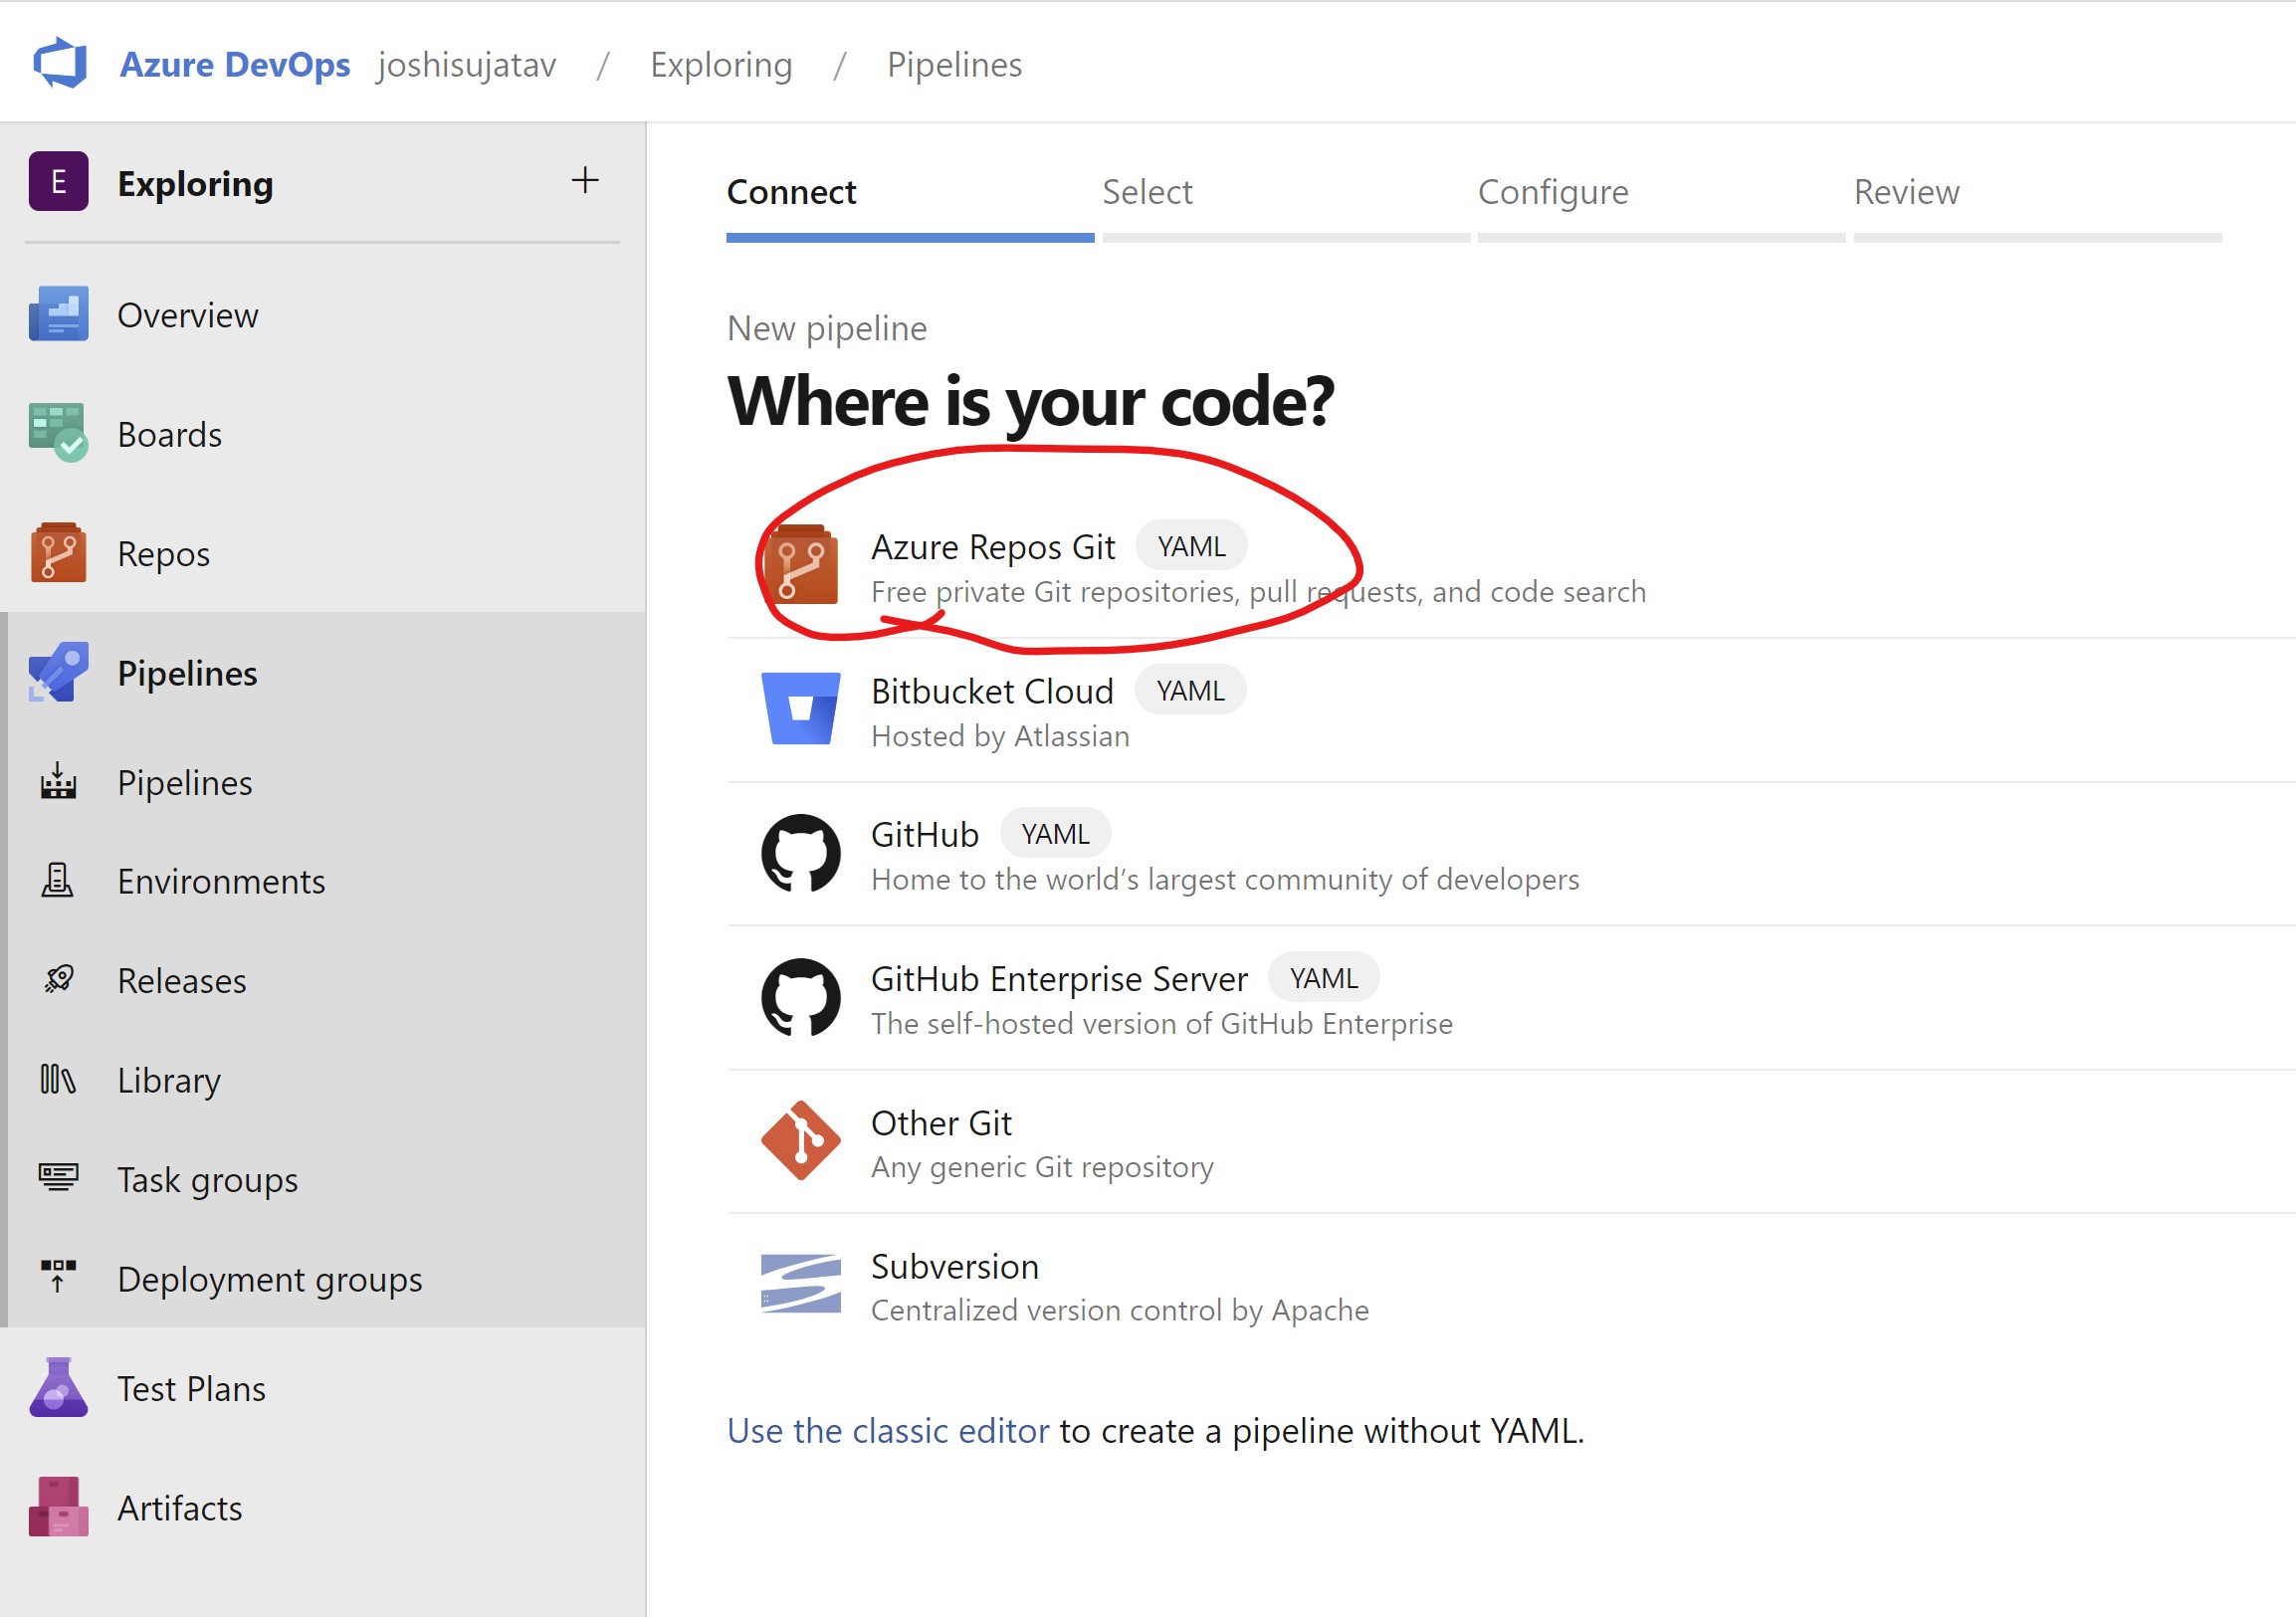 Azure DevOps joshisujatav / Exploring / Pipelines
E Exploring +
Overview
Boards
Repos
Pipelines
Pipelines
Environments
Releases
Library
Task groups
Deployment groups
Test Plans
Artifacts
Connect Select Configure Review
New pipeline
Where is your code?
Azure Repos Git YAML
Free private Git repositories, pull requests, and code search
Bitbucket Cloud YAML
Hosted by Atlassian
GitHub YAML
Home to the world’s largest community of developers
GitHub Enterprise Server YAML
The self-hosted version of GitHub Enterprise
Other Git
Any generic Git repository
Subversion
Centralized version control by Apache
Use the classic editor to create a pipeline without YAML.